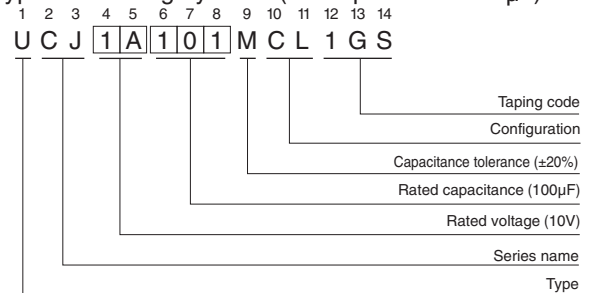 1 2 3 4 5 6 7 8 9 10 11 12 13 14
U C J 1 A 1 0 1 M C L 1 G S
Taping code
Configuration
Capacitance tolerance (±20%)
Rated capacitance (100µF)
Rated voltage (10V)
Series name
Type